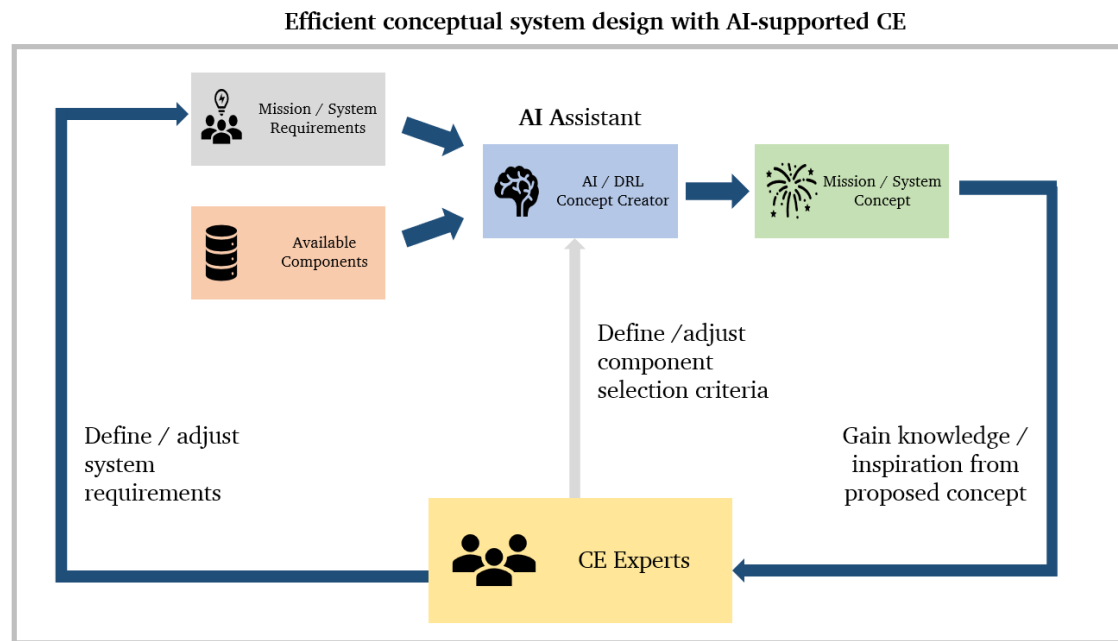 Efficient conceptual system design with AI-supported CE
Mission / System
Requirements
AI Assistant
AI / DRL
Concept Creator
Mission / System
Concept
Available
Components
Define /adjust
component
selection criteria
Define / adjust
system
requirements
Gain knowledge /
inspiration from
proposed concept
CE Experts